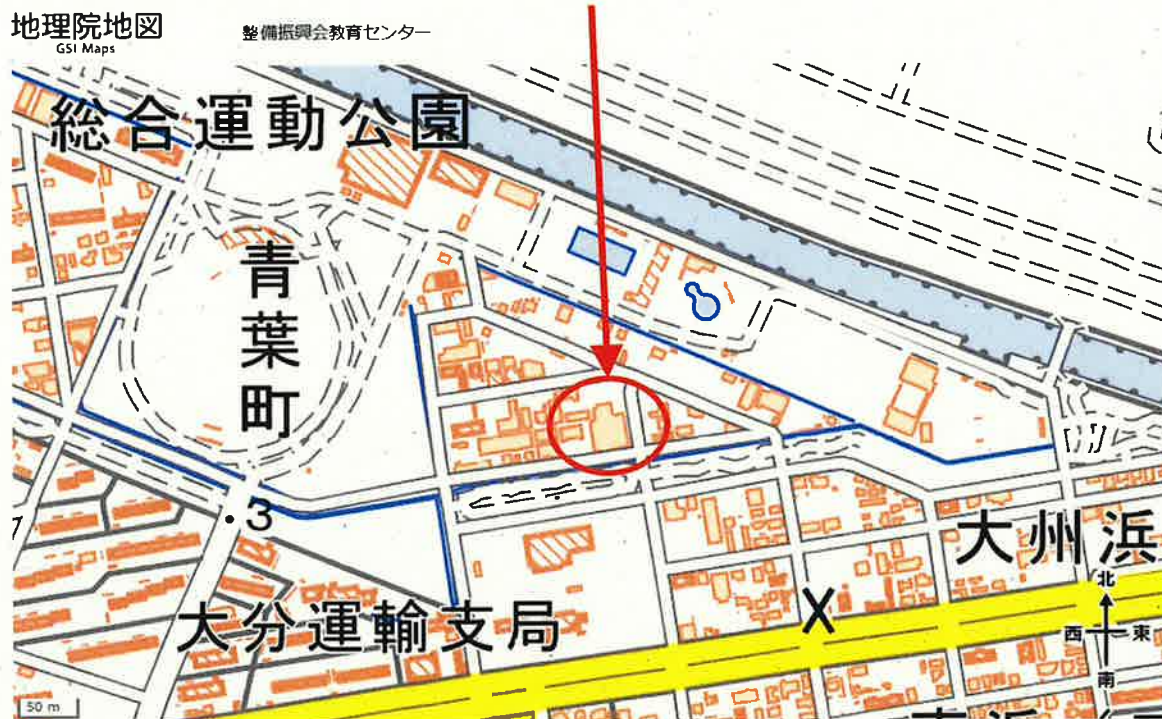 地理院地図
GSI Maps
整備振興会教育センター
総合運動公園
青葉町
3
大州浜
大分運輸支局
X
北
西 東
南
50 m